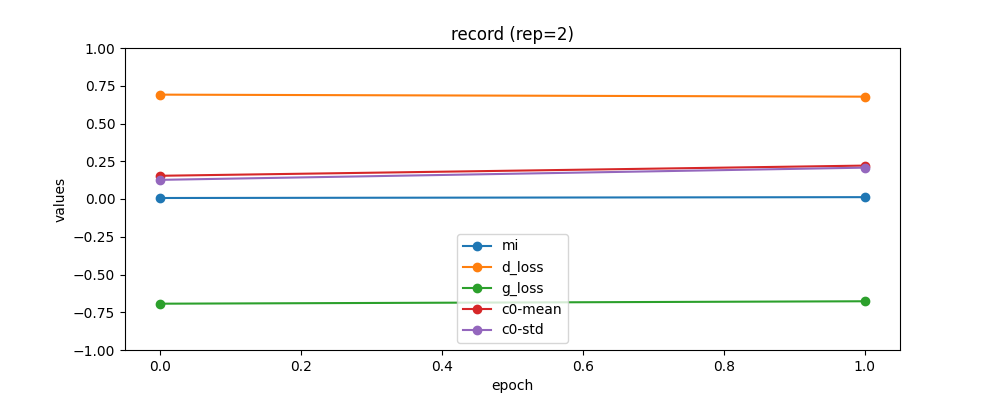 record (rep=2)
1.00
0.75
0.50
0.25
0.00
−0.25
−0.50
−0.75
−1.00
values
mi
d_loss
g_loss
c0-mean
c0-std
0.0
0.2
0.4
0.6
0.8
1.0
epoch